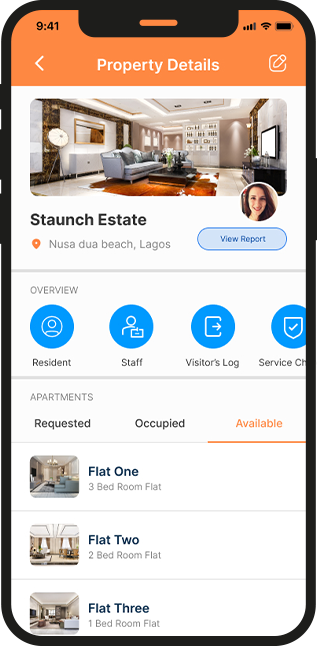 9:41
Property Details
Staunch Estate
Nusa dua beach, Lagos
View Report
OVERVIEW
Resident
Staff
Visitor's Log
Service Ch
APARTMENTS
Requested
Occupied
Available
Flat One
3 Bed Room Flat
Flat Two
2 Bed Room Flat
Flat Three
1 Bed Room Flat